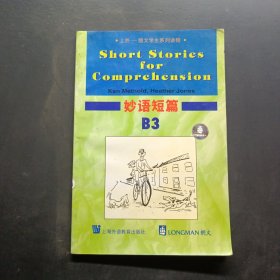 上外——朗文学生系列读物
Short Stories
for
Comprehension
Ken Methold, Heather Jones
妙语短篇
B3
上海外语教育出版社
LONGMAN 朗文